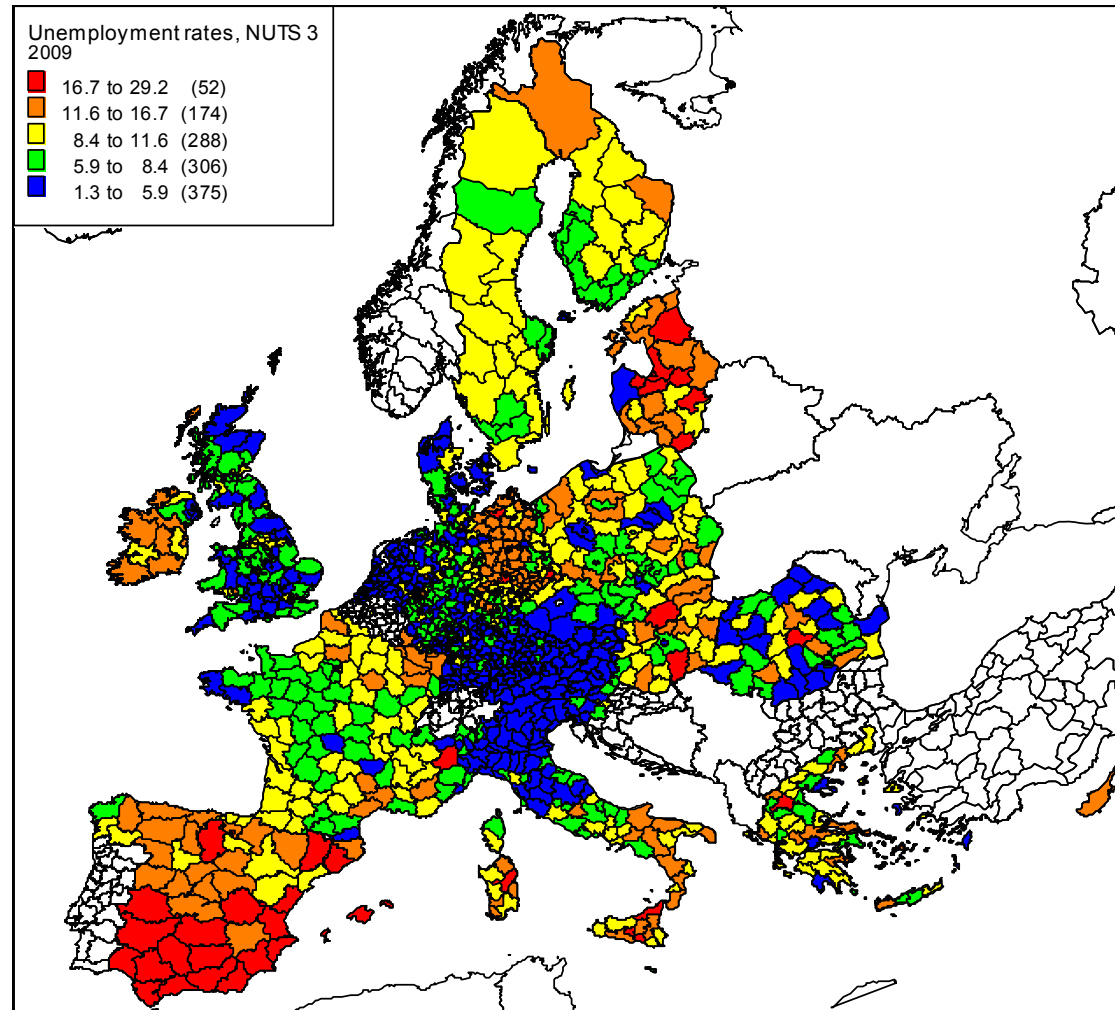 Unemployment rates, NUTS 3
2009
16.7 to 29.2 (52)
11.6 to 16.7 (174)
8.4 to 11.6 (288)
5.9 to 8.4 (306)
1.3 to 5.9 (375)